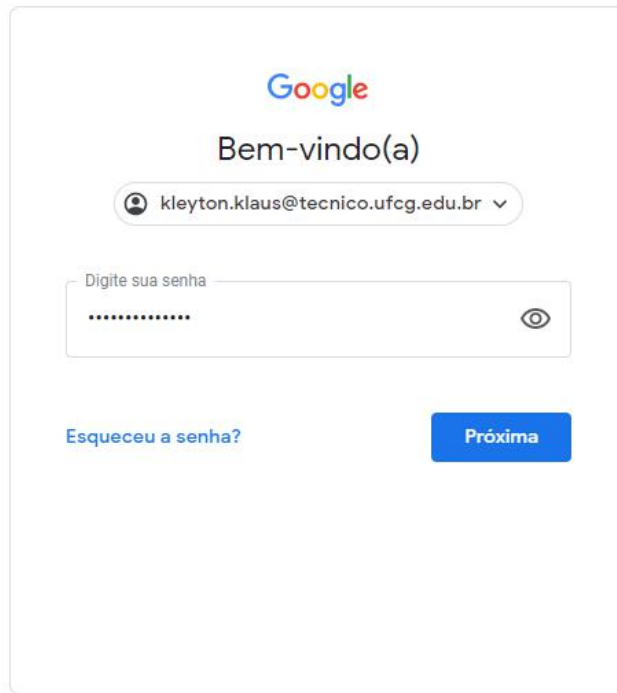 Google
Bem-vindo(a)
kleyton.klaus@tecnico.ufcg.edu.br
Digite sua senha
••••••••••••••
Esqueceu a senha?
Próxima